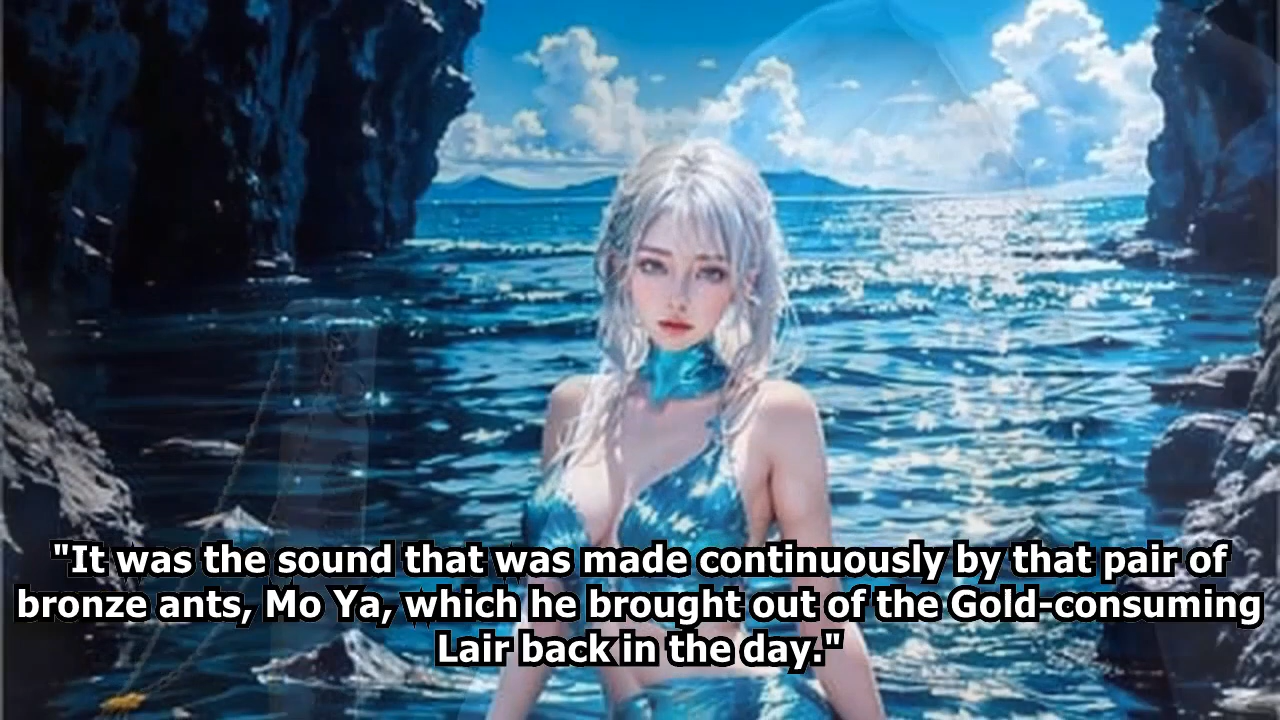 "It was the sound that was made continuously by that pair of
bronze ants, Mo Ya, which he brought out of the Gold-consuming
Lair back in the day."